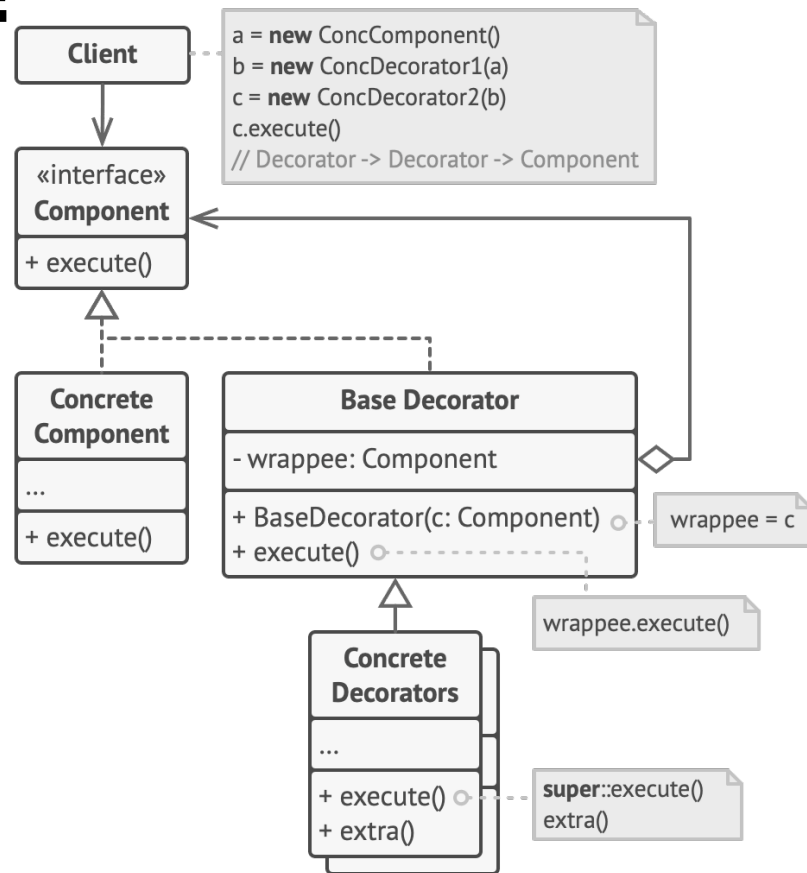 Client
a = new ConcComponent()
b = new ConcDecorator1(a)
c = new ConcDecorator2(b)
c.execute()
// Decorator -> Decorator -> Component
«interface»
Component
+ execute()
Concrete
Component
...
+ execute()
Base Decorator
- wrappee: Component
+ BaseDecorator(c: Component)
+ execute()
wrappee = c
wrappee.execute()
Concrete
Decorators
...
+ execute()
+ extra()
super::execute()
extra()